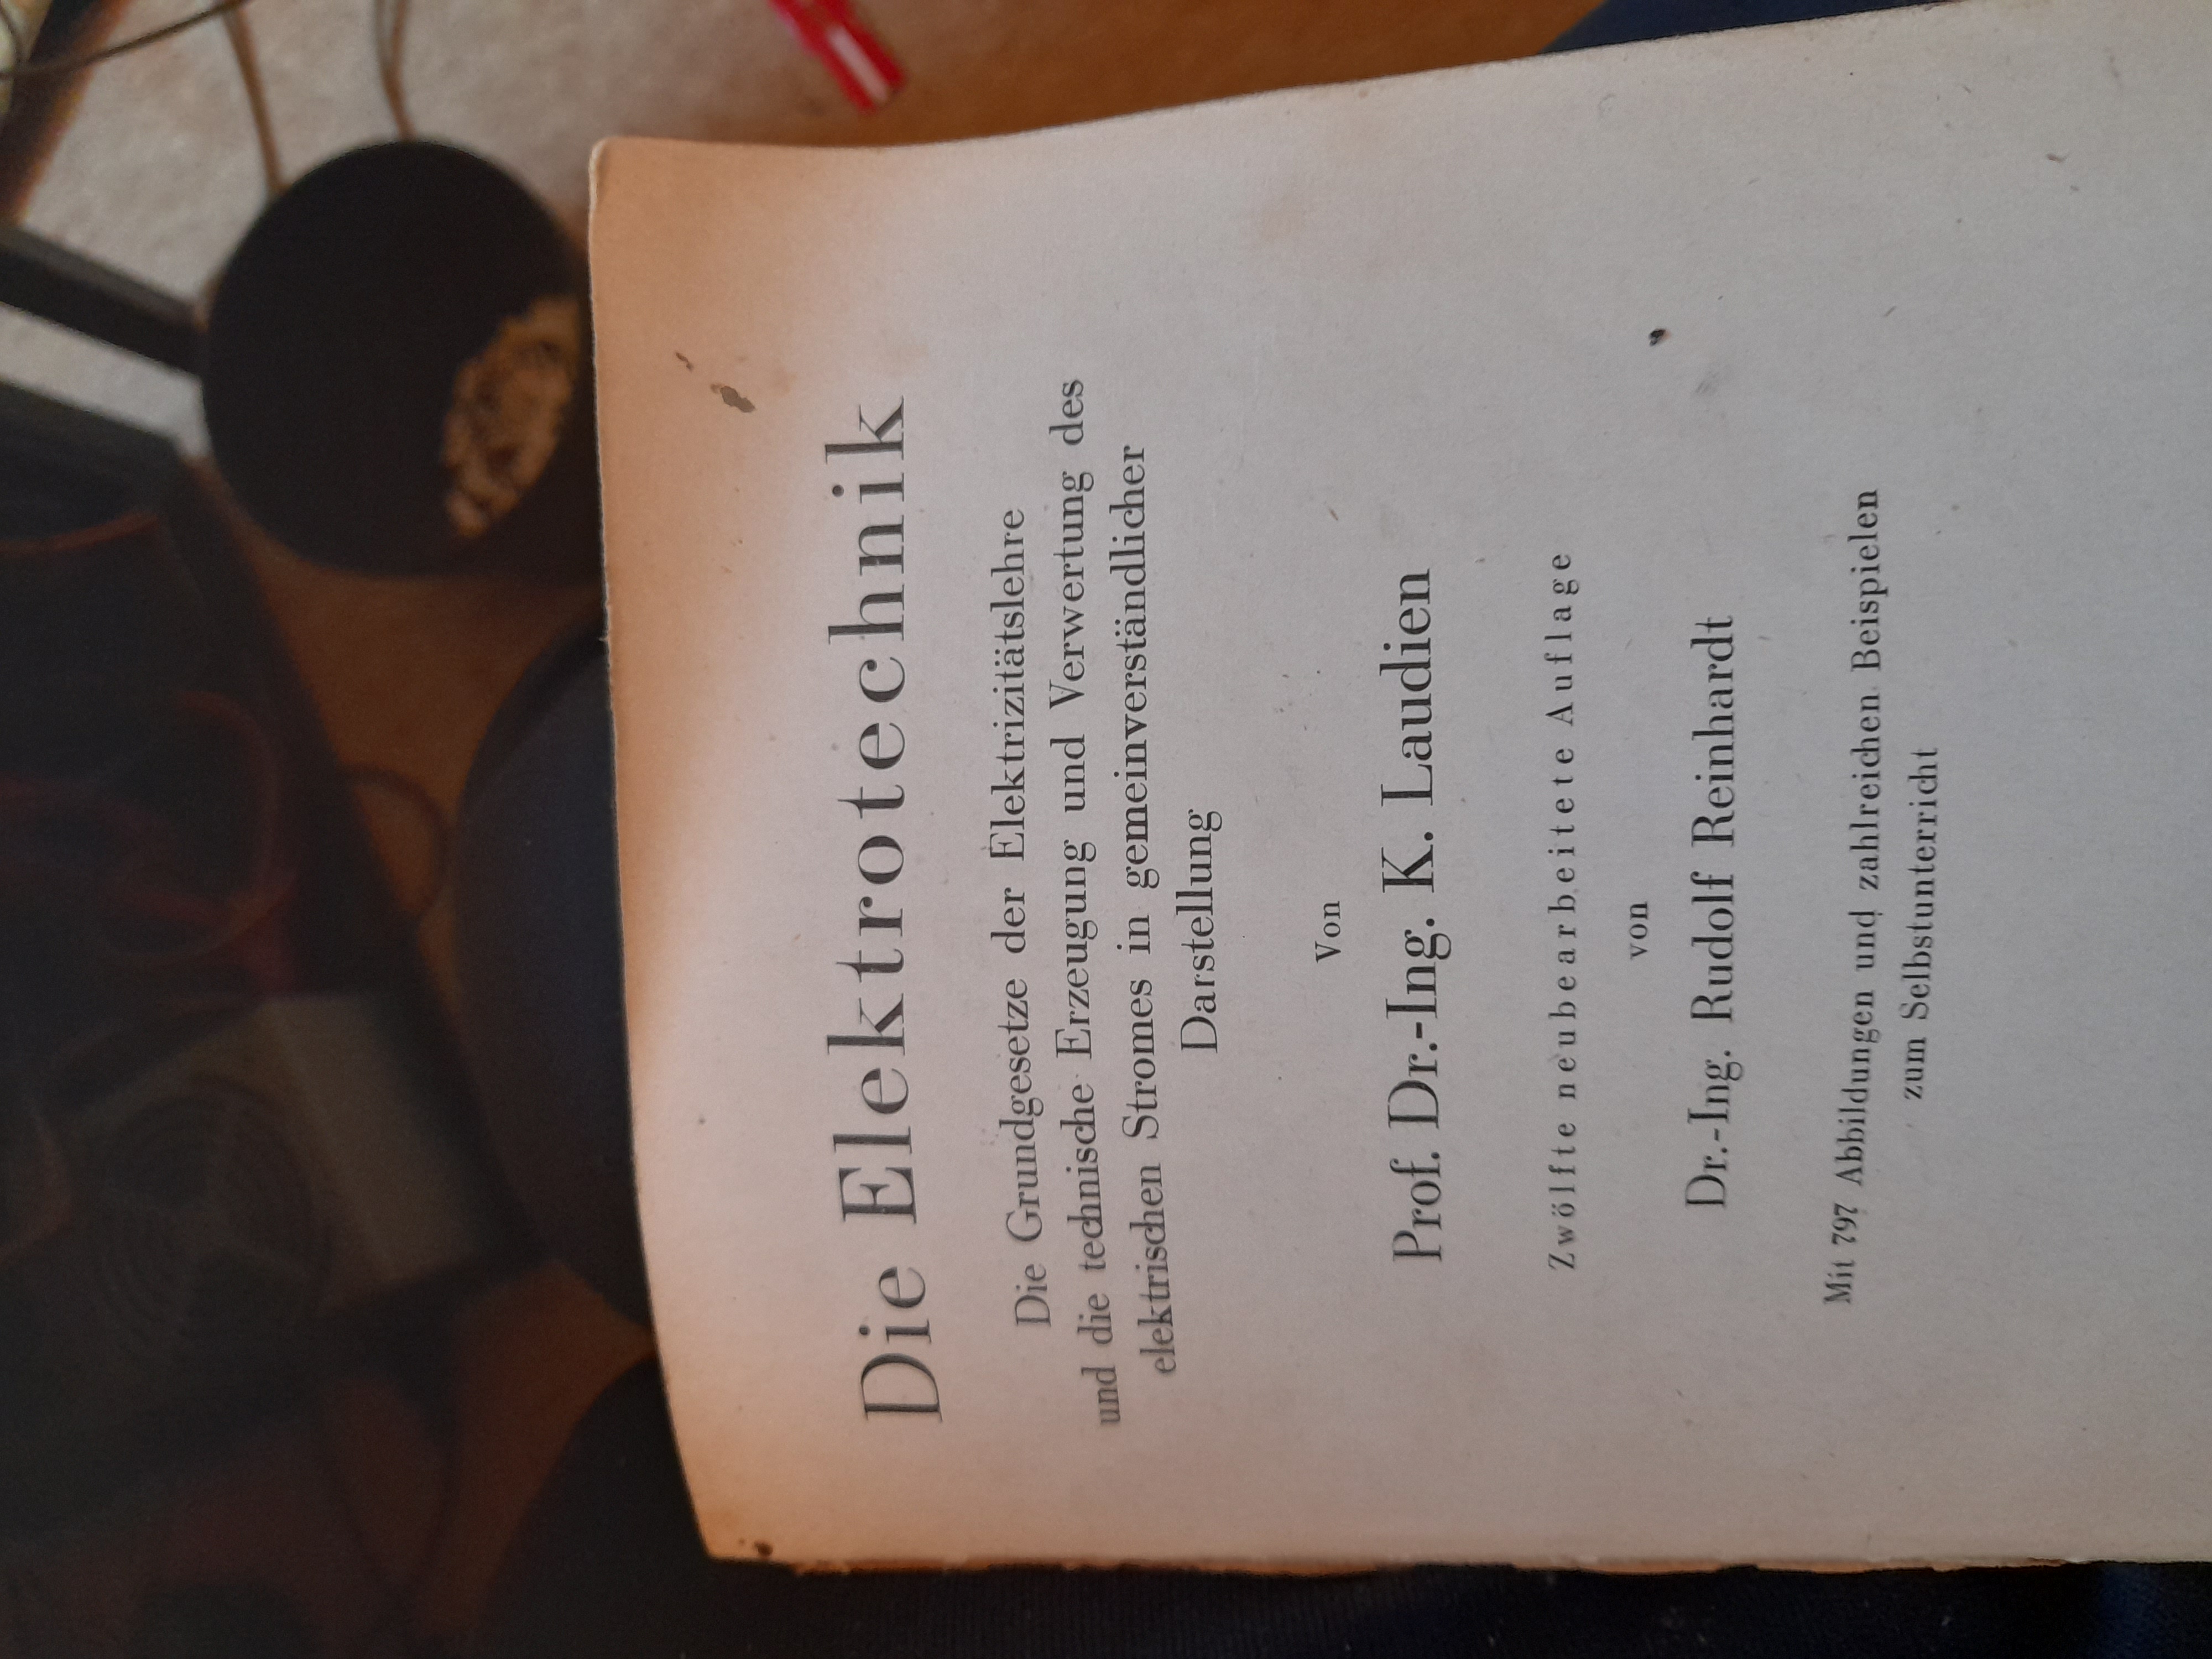 Die Elektrotechnik
Die Grundgesetze der Elektrizitätslehre
und die technische Erzeugung und Verwertung des
elektrischen Stromes in gemeinverständlicher
Darstellung
Von
Prof. Dr.-Ing. K. Laudien
Zwölfte neubearbeitete Auflage
von
Dr.-Ing. Rudolf Reinhardt
Mit 797 Abbildungen und zahlreichen Beispielen
zum Selbstunterricht